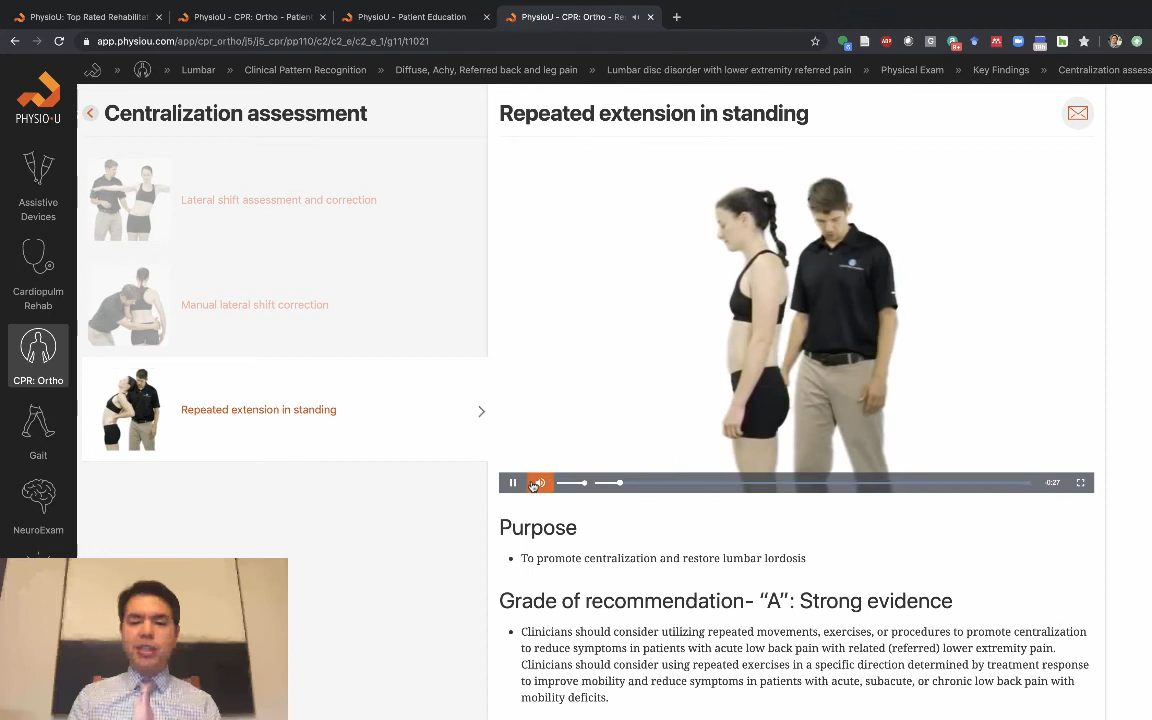 PhysioU: Top Rated Rehabilitat
PhysioU - CPR: Ortho - Patient
PhysioU - Patient Education
PhysioU - CPR: Ortho - Re
app.physiou.com/app/cpr_ortho/j5/j5_cpr/pp110/c2/c2_e/c2_e_1/g11/t1021
» » Lumbar » Clinical Pattern Recognition » Diffuse, Achy, Referred back and leg pain » Lumbar disc disorder with lower extremity referred pain » Physical Exam » Key Findings » Centralization assess
PHYSIO U
Assistive
Devices
Cardiopulm
Rehab
CPR: Ortho
Gait
NeuroExam
Centralization assessment
Lateral shift assessment and correction
Manual lateral shift correction
Repeated extension in standing
Repeated extension in standing
-0:27
Purpose
• To promote centralization and restore lumbar lordosis
Grade of recommendation- “A”: Strong evidence
• Clinicians should consider utilizing repeated movements, exercises, or procedures to promote centralization
to reduce symptoms in patients with acute low back pain with related (referred) lower extremity pain.
Clinicians should consider using repeated exercises in a specific direction determined by treatment response
to improve mobility and reduce symptoms in patients with acute, subacute, or chronic low back pain with
mobility deficits.